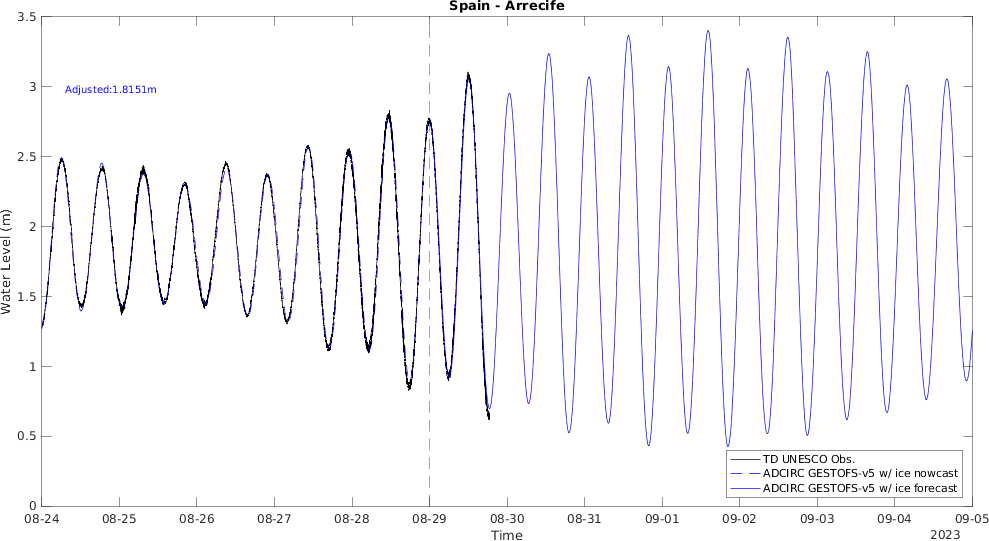 Spain - Arrecife
3.5
3
2.5
2
1.5
1
0.5
0
Water Level (m)
Adjusted:1.8151m
TD UNESCO Obs.
ADCIRC GESTOFS-v5 w/ ice nowcast
ADCIRC GESTOFS-v5 w/ ice forecast
08-24 08-25 08-26 08-27 08-28 08-29 08-30 08-31 09-01 09-02 09-03 09-04 09-05
Time
2023